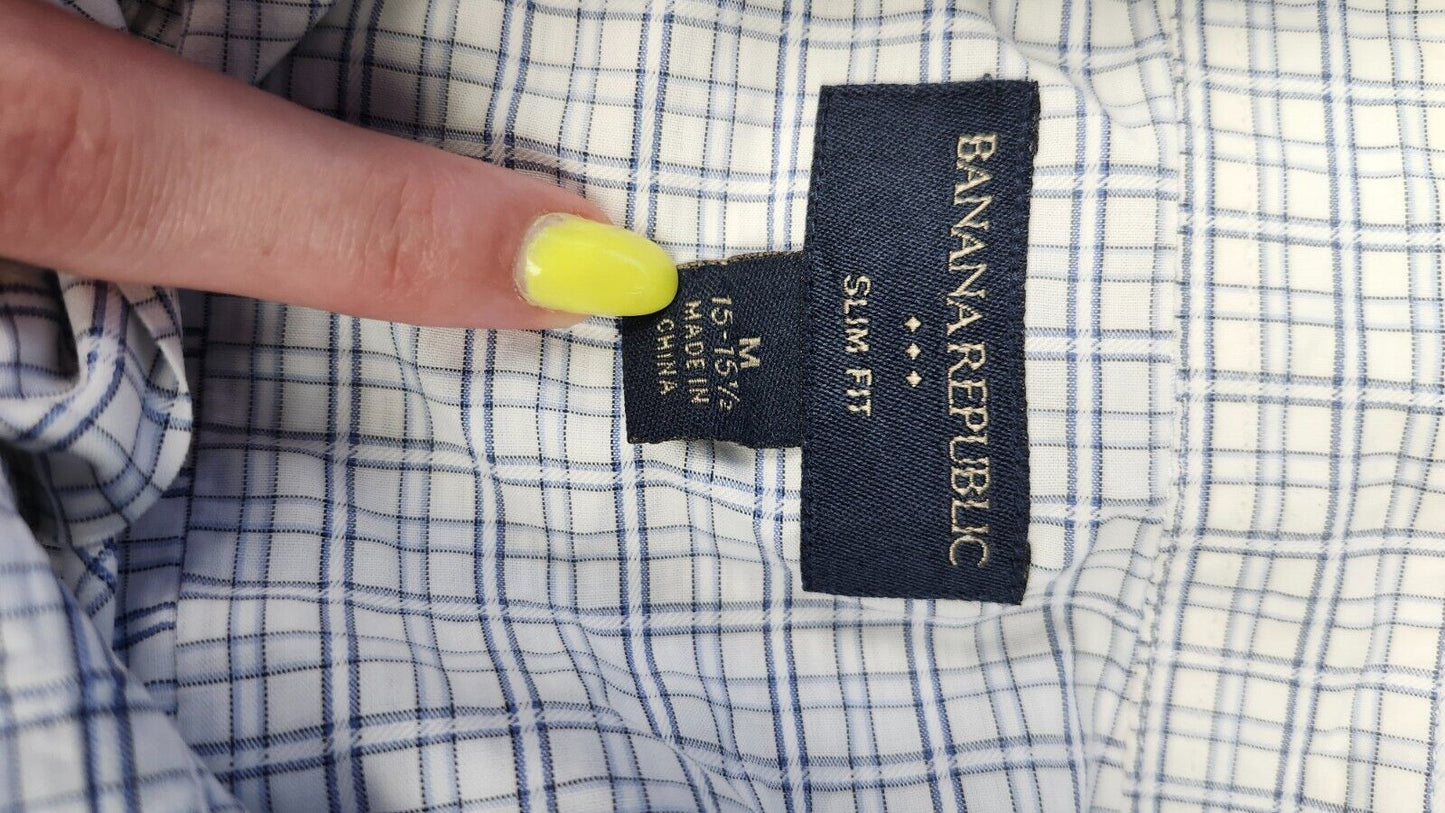 BANANA REPUBLIC
SLIM FIT
M
15-15½
MADE IN
CHINA